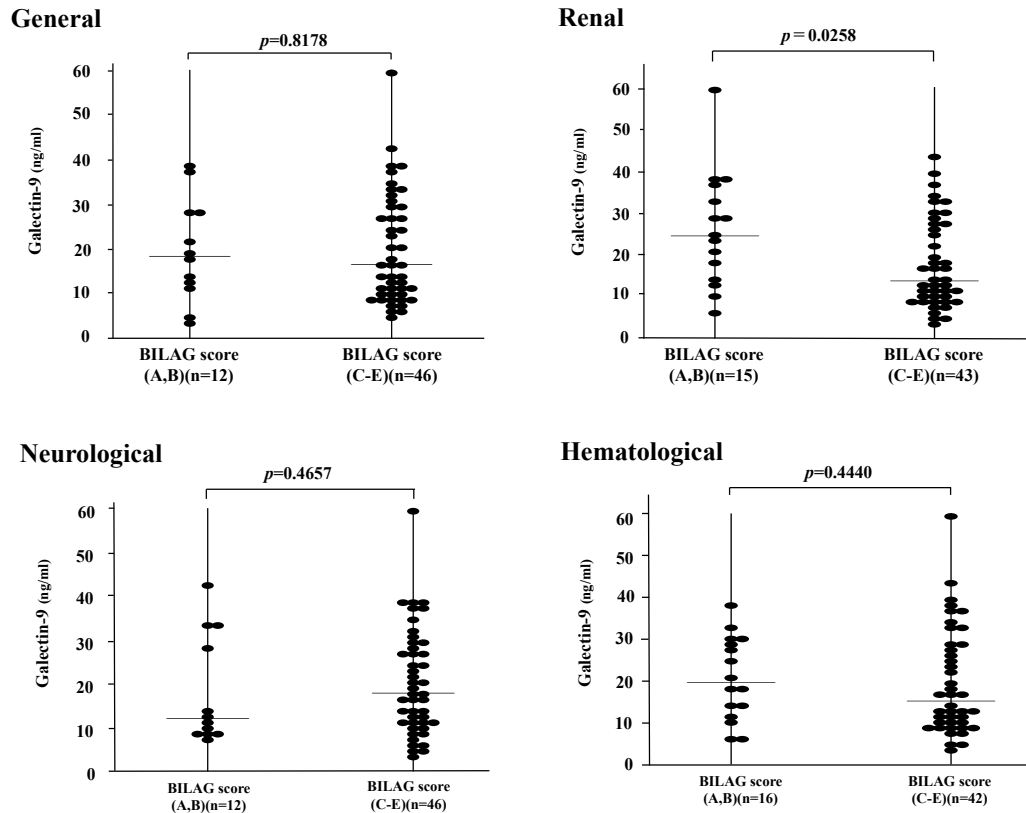 General
p=0.8178
Galectin-9 (ng/ml)
60
50
40
30
20
10
0
BILAG score
(A,B)(n=12)
BILAG score
(C-E)(n=46)
Renal
p=0.0258
Galectin-9 (ng/ml)
60
50
40
30
20
10
0
BILAG score
(A,B)(n=15)
BILAG score
(C-E)(n=43)
Neurological
p=0.4657
Galectin-9 (ng/ml)
60
50
40
30
20
10
0
BILAG score
(A,B)(n=12)
BILAG score
(C-E)(n=46)
Hematological
p=0.4440
Galectin-9 (ng/ml)
60
50
40
30
20
10
0
BILAG score
(A,B)(n=16)
BILAG score
(C-E)(n=42)